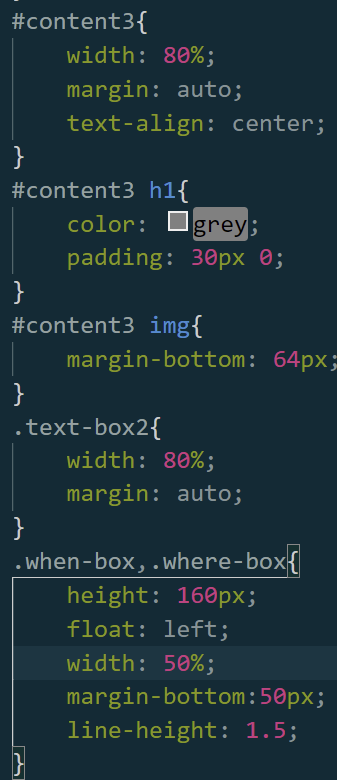 #content3{
    width: 80%;
    margin: auto;
    text-align: center;
}
#content3 h1{
    color: grey;
    padding: 30px 0;
}
#content3 img{
    margin-bottom: 64px;
}
.text-box2{
    width: 80%;
    margin: auto;
}
.when-box,.where-box{
    height: 160px;
    float: left;
    width: 50%;
    margin-bottom:50px;
    line-height: 1.5;
}